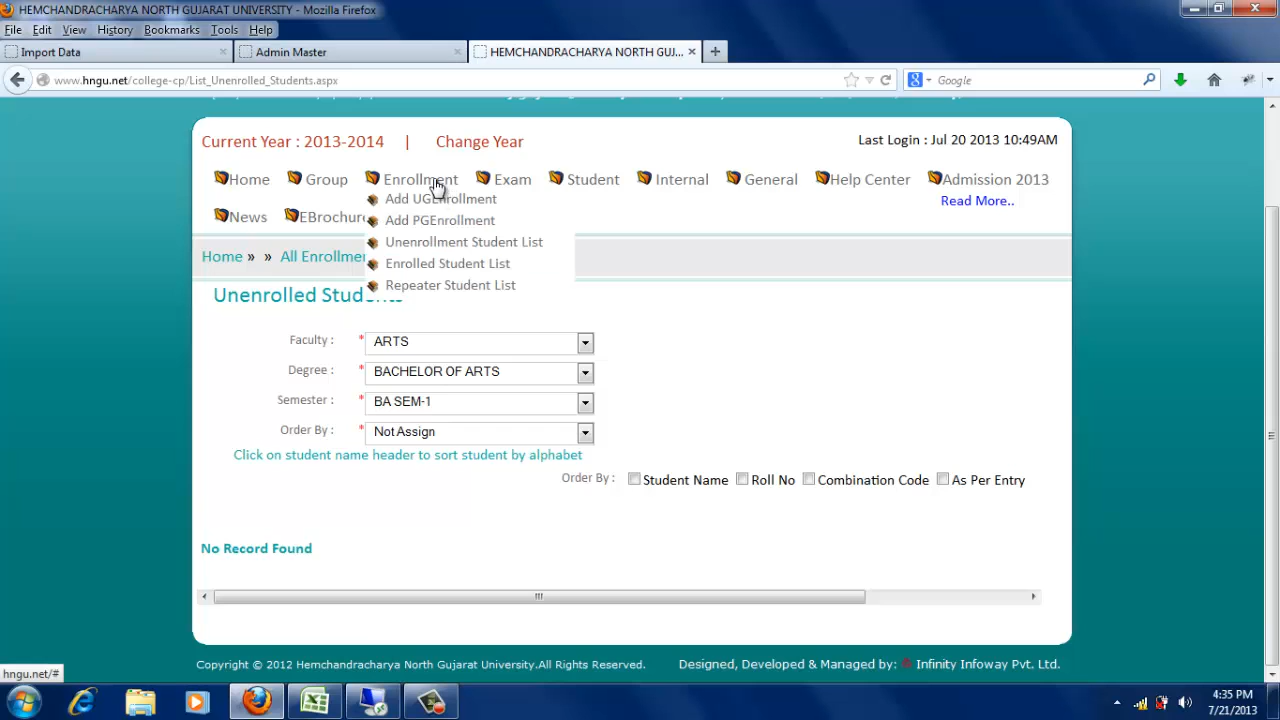 HEMCHANDRACHARYA NORTH GUJARAT UNIVERSITY - Mozilla Firefox
File Edit View History Bookmarks Tools Help
Import Data
Admin Master
HEMCHANDRACHARYA NORTH GUJ...
www.hngu.net/college-cp/List_Unenrolled_Students.aspx
Google
Current Year : 2013-2014 | Change Year
Last Login : Jul 20 2013 10:49AM
Home Group Enrollment Exam Student Internal General Help Center Admission 2013
Add UGEnrollment
Read More..
News
Add PGEnrollment
Unenrollment Student List
Home » » All
Enrolled Student List
Repeater Student List
Unenrolled
Faculty : * ARTS
Degree : * BACHELOR OF ARTS
Semester : * BA SEM-1
Order By : * Not Assign
Click on student name header to sort student by alphabet
Order By : Student Name Roll No Combination Code As Per Entry
No Record Found
Copyright © 2012 Hemchandracharya North Gujarat University.All Rights Reserved.
Designed, Developed & Managed by: Infinity Infoway Pvt. Ltd.
hngu.net/#
4:35 PM
7/21/2013